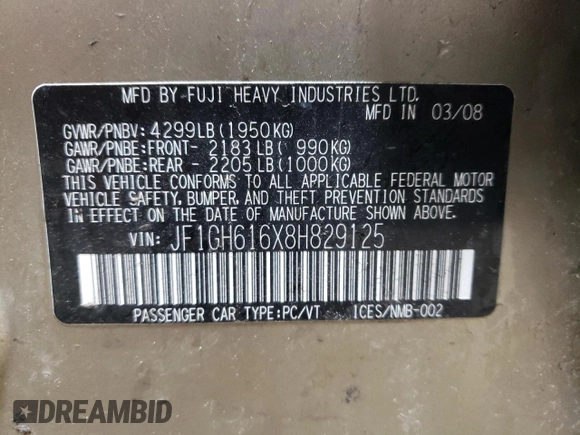 MFD BY FUJI HEAVY INDUSTRIES LTD.
MFD IN 03/08
GVWR/PNBV: 4299LB(1950KG)
GAWR/PNBE:FRONT- 2183LB( 990KG)
GAWR/PNBE:REAR - 2205LB(1000KG)
THIS VEHICLE CONFORMS TO ALL APPLICABLE FEDERAL MOTOR
VEHICLE SAFETY, BUMPER, AND THEFT PREVENTION STANDARDS
IN EFFECT ON THE DATE OF MANUFACTURE SHOWN ABOVE.
VIN: JF1GH616X8H829125
PASSENGER CAR TYPE:PC/VT ICES/NMB-002
DREAMBID